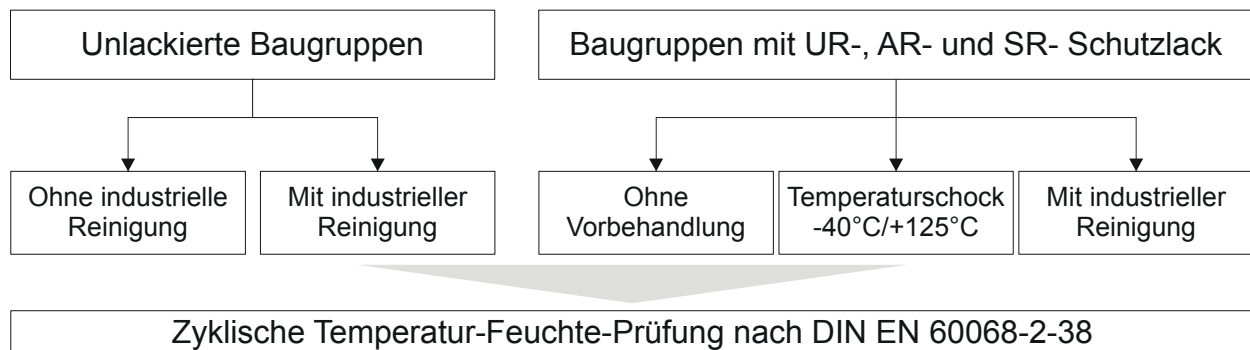 Unlackierte Baugruppen
Baugruppen mit UR-, AR- und SR- Schutzlack
Ohne industrielle
Reinigung
Mit industrieller
Reinigung
Ohne
Vorbehandlung
Temperaturschock
-40°C/+125°C
Mit industrieller
Reinigung
Zyklische Temperatur-Feuchte-Prüfung nach DIN EN 60068-2-38